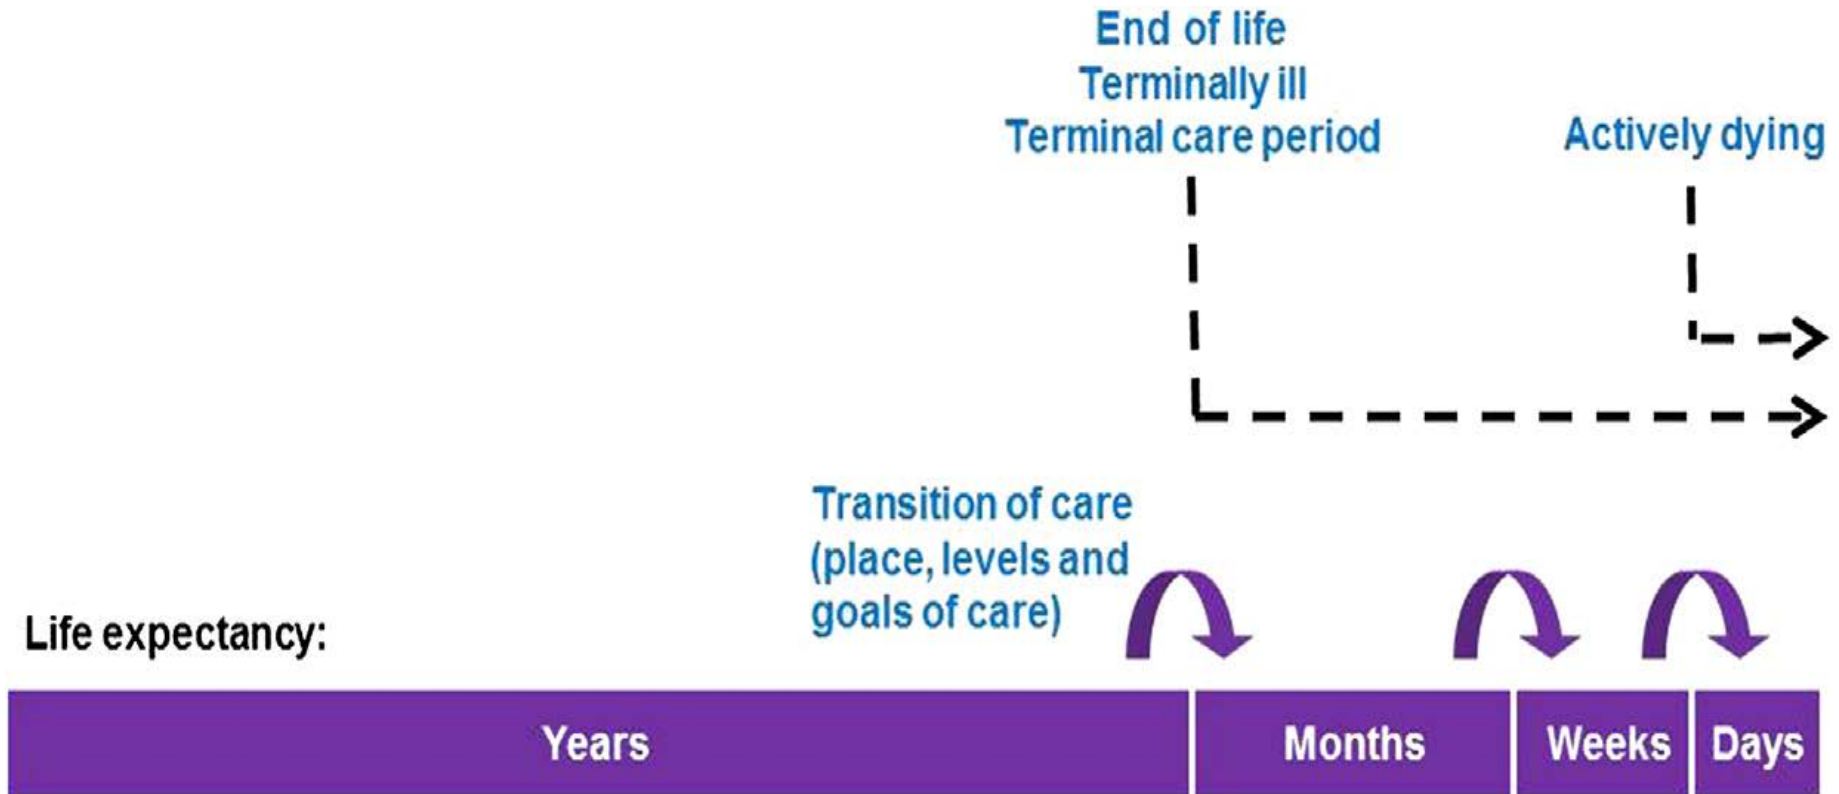 End of life
Terminally ill
Terminal care period
Actively dying
Transition of care
(place, levels and
goals of care)
Life expectancy:
Years
Months
Weeks
Days